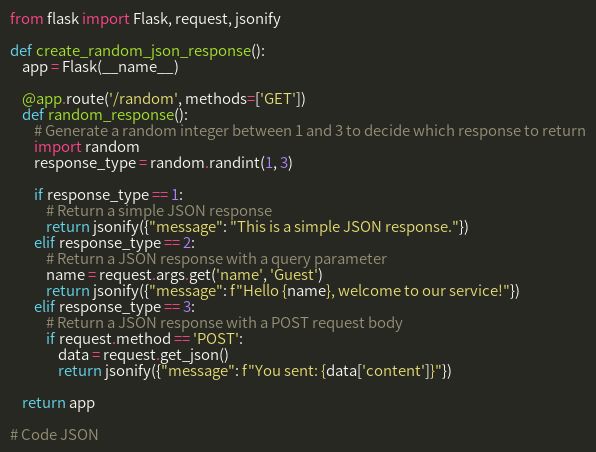 from flask import Flask, request, jsonify
def create_random_json_response():
app = Flask(__name__)
@app.route('/random', methods=['GET'])
def random_response():
# Generate a random integer between 1 and 3 to decide which response to return
import random
response_type = random.randint(1, 3)
if response_type == 1:
# Return a simple JSON response
return jsonify({"message": "This is a simple JSON response."})
elif response_type == 2:
# Return a JSON response with a query parameter
name = request.args.get('name', 'Guest')
return jsonify({"message": f"Hello {name}, welcome to our service!"})
elif response_type == 3:
# Return a JSON response with a POST request body
if request.method == 'POST':
data = request.get_json()
return jsonify({"message": f"You sent: {data['content']}"})
return app
# Code JSON